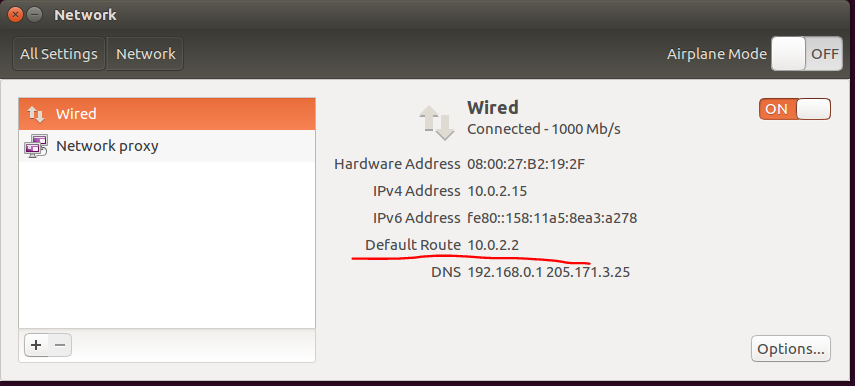 Network
All Settings Network Airplane Mode OFF
Wired
Network proxy
Wired ON
Connected - 1000 Mb/s
Hardware Address 08:00:27:B2:19:2F
IPv4 Address 10.0.2.15
IPv6 Address fe80::158:11a5:8ea3:a278
Default Route 10.0.2.2
DNS 192.168.0.1 205.171.3.25
+ −
Options...